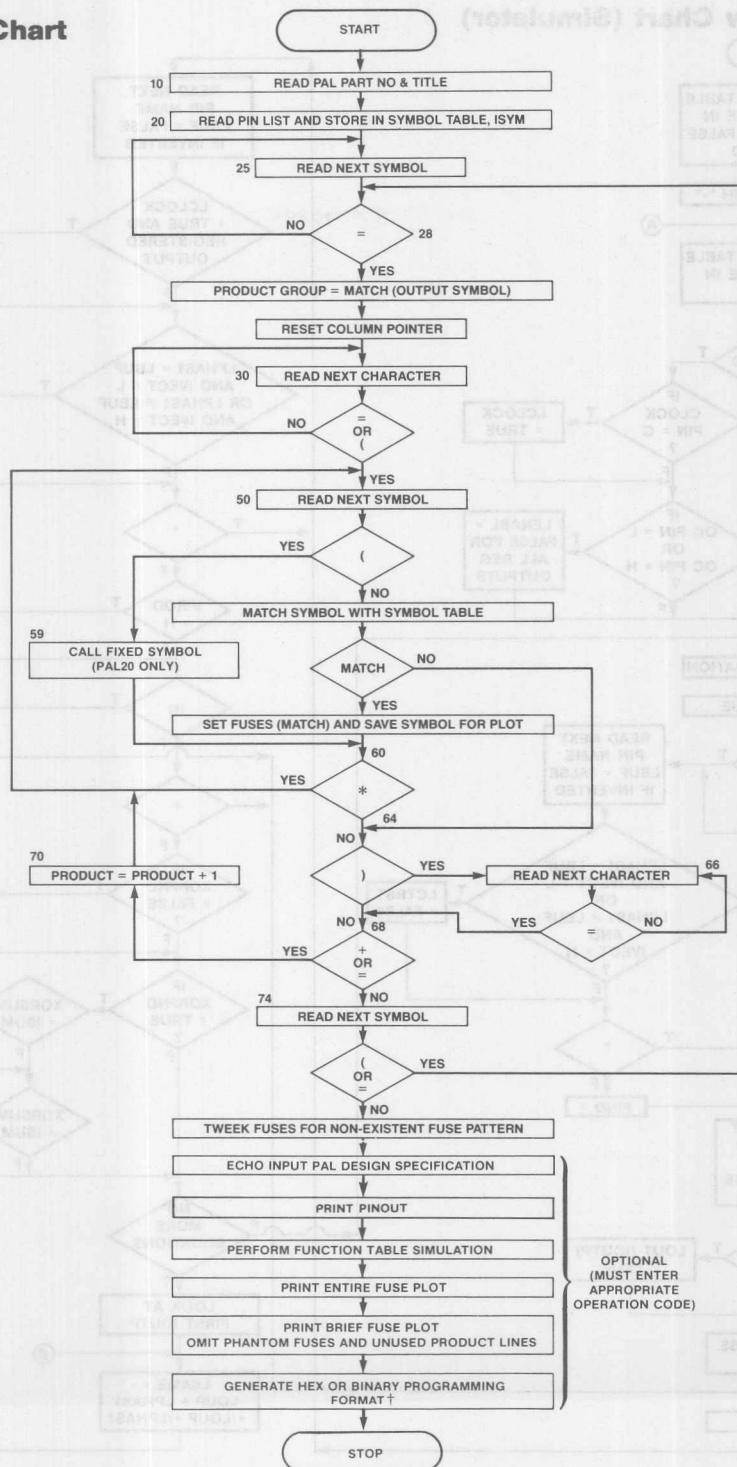 Chart
START
10
READ PAL PART NO & TITLE
20
READ PIN LIST AND STORE IN SYMBOL TABLE, ISYM
25
READ NEXT SYMBOL
NO
=
28
YES
PRODUCT GROUP = MATCH (OUTPUT SYMBOL)
RESET COLUMN POINTER
30
READ NEXT CHARACTER
NO
=
OR
(
YES
50
READ NEXT SYMBOL
YES
(
NO
MATCH SYMBOL WITH SYMBOL TABLE
59
CALL FIXED SYMBOL
(PAL20 ONLY)
MATCH
NO
YES
SET FUSES (MATCH) AND SAVE SYMBOL FOR PLOT
60
YES
*
64
NO
70
PRODUCT = PRODUCT + 1
)
YES
READ NEXT CHARACTER
66
NO
68
YES
=
NO
YES
+
OR
=
NO
74
READ NEXT SYMBOL
(
OR
=
YES
NO
TWEEK FUSES FOR NON-EXISTENT FUSE PATTERN
ECHO INPUT PAL DESIGN SPECIFICATION
PRINT PINOUT
PERFORM FUNCTION TABLE SIMULATION
PRINT ENTIRE FUSE PLOT
PRINT BRIEF FUSE PLOT
OMIT PHANTOM FUSES AND UNUSED PRODUCT LINES
GENERATE HEX OR BINARY PROGRAMMING
FORMAT†
OPTIONAL
(MUST ENTER
APPROPRIATE
OPERATION CODE)
STOP